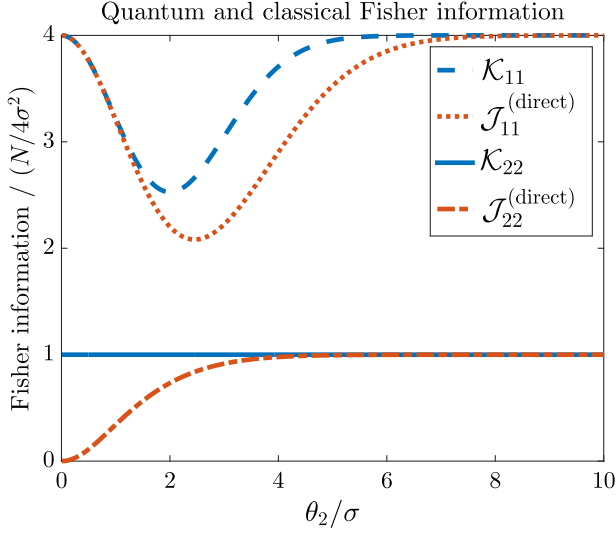 Quantum and classical Fisher information
Fisher information / (N/4σ²)
4
3
2
1
0
𝒦₁₁
𝒥₁₁^(direct)
𝒦₂₂
𝒥₂₂^(direct)
0 2 4 6 8 10
θ₂/σ